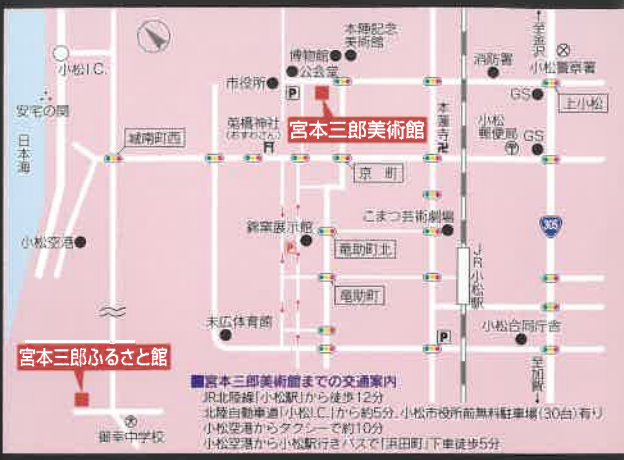 本陣記念
美術館
博物館
公会堂
市役所
P
宮本三郎美術館
消防署
↑至金沢
小松警察署
GS
上小松
小松
郵便局
GS
本蓮寺
小松I.C.
安宅の関
日本海
城南町西
莵橋神社
(おすわさん)
京町
小松空港
錦窯展示館
P
こまつ芸術劇場
竜助町北
竜助町
305
JR小松駅
末広体育館
P
小松合同庁舎
至加賀↓
宮本三郎ふるさと館
御幸中学校
■宮本三郎美術館までの交通案内
JR北陸線「小松駅」から徒歩12分
北陸自動車道「小松I.C.」から約5分、小松市役所前無料駐車場(30台)有り
小松空港からタクシーで約10分
小松空港から小松駅行きバスで「浜田町」下車徒歩5分